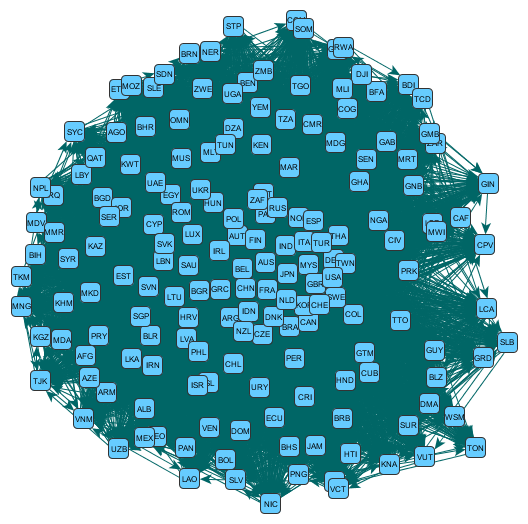 STP
SOM
RWA
BRN
NER
SDN
ZMB
DJI
MOZ
SLE
ZWE
UGA
BEN
TGO
MLI
BFA
BDI
TCD
YEM
COG
SYC
AGO
BHR
OMN
DZA
TZA
CMR
GMB
TUN
KEN
MDG
GAB
QAT
KWT
MUS
MAR
SEN
MRT
LBY
NPL
UAE
EGY
UKR
GHA
GNB
GIN
BGD
HUN
ZAF
RUS
SER
ROM
POL
ESP
NGA
CAF
MDV
MMR
CYP
LUX
AUT
FIN
MWI
CIV
KAZ
SVK
IRL
IND
ITA
TUR
THA
CPV
BIH
SYR
LBN
SAU
BEL
AUS
MYS
TWN
PRK
TKM
EST
JPN
USA
MKD
SVN
LTU
BGR
GRC
CHN
FRA
GBR
MNG
KHM
NLD
CHE
SWE
LCA
SGP
HRV
IDN
DNK
CAN
COL
TTO
KGZ
MDA
PRY
BLR
LVA
NZL
CZE
BRA
SLB
AFG
LKA
IRN
PHL
CHL
PER
GTM
GUY
GRD
TJK
AZE
ARM
ISR
URY
HND
CUB
BLZ
CRI
DMA
VNM
ALB
ECU
BRB
SUR
WSM
UZB
MEX
VEN
DOM
PAN
BHS
JAM
HTI
TON
BOL
KNA
VUT
LAO
SLV
PNG
VCT
NIC